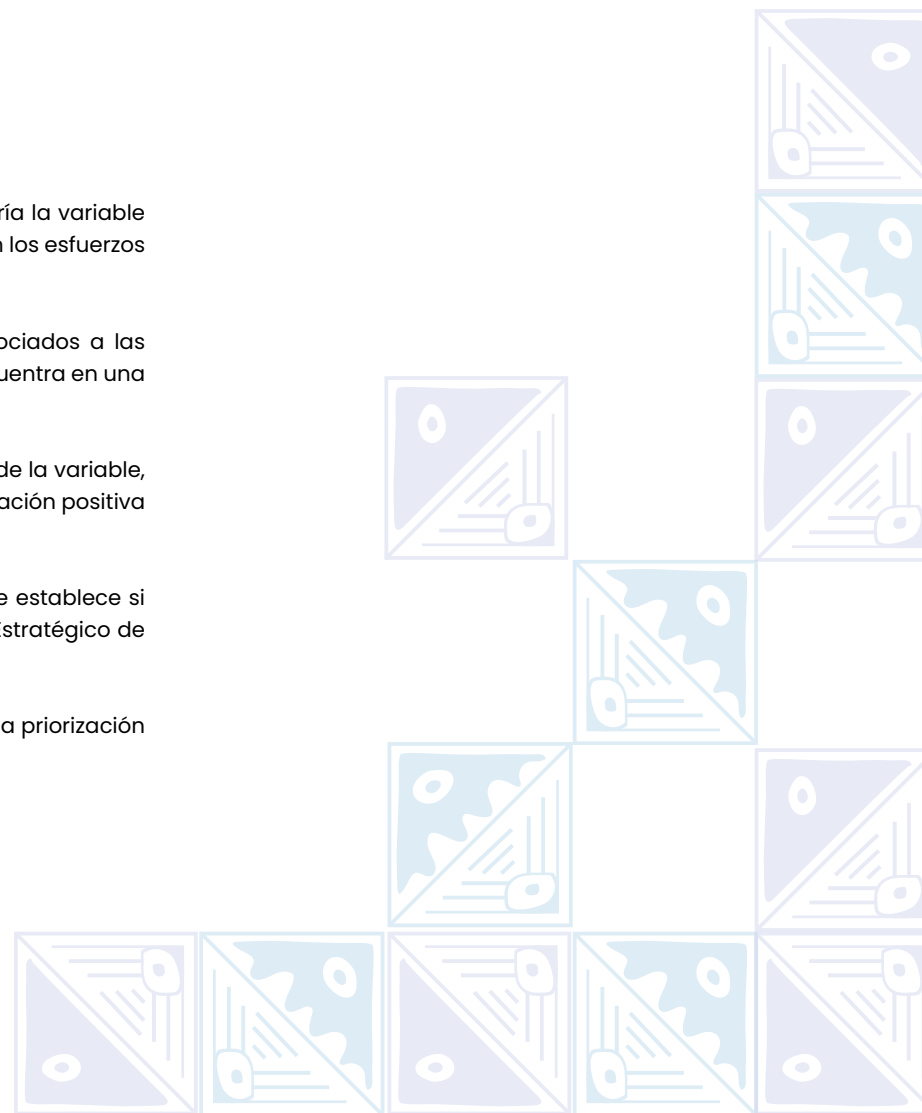 ría la variable
los esfuerzos
ociados a las
uentra en una
de la variable,
ación positiva
e establece si
Estratégico de
a priorización